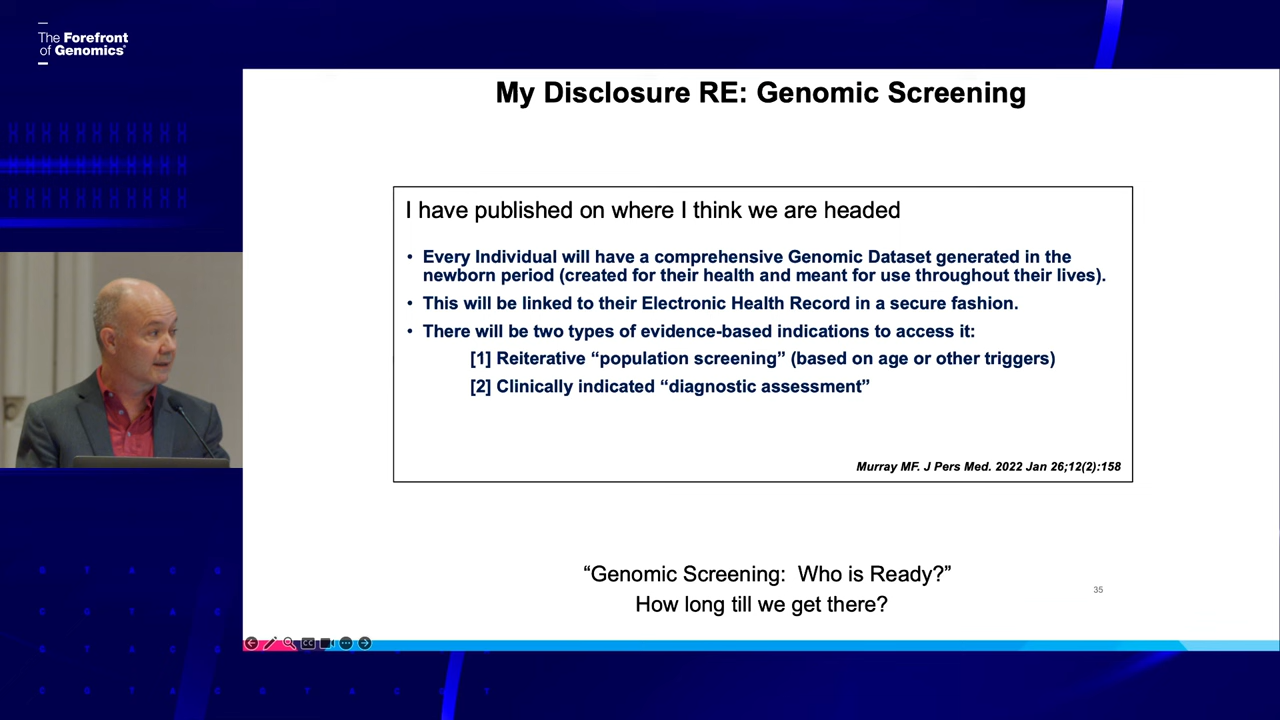 The Forefront
of Genomics®
My Disclosure RE: Genomic Screening
I have published on where I think we are headed
• Every Individual will have a comprehensive Genomic Dataset generated in the
newborn period (created for their health and meant for use throughout their lives).
• This will be linked to their Electronic Health Record in a secure fashion.
• There will be two types of evidence-based indications to access it:
[1] Reiterative “population screening” (based on age or other triggers)
[2] Clinically indicated “diagnostic assessment”
Murray MF. J Pers Med. 2022 Jan 26;12(2):158
“Genomic Screening:  Who is Ready?”
How long till we get there?
35